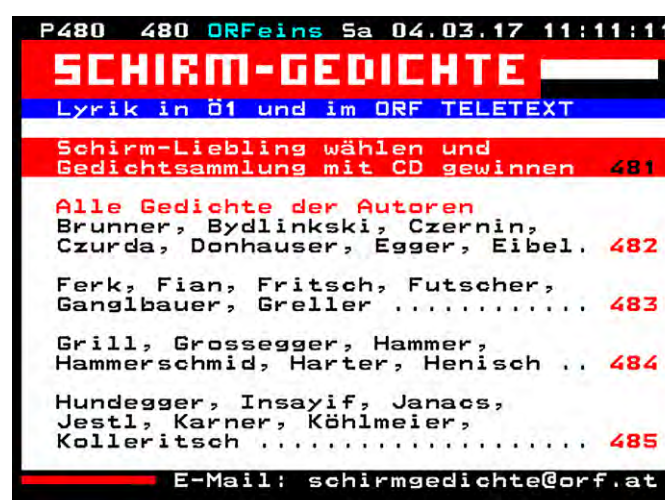 P480 480 ORFeins Sa 04.03.17 11:11:11
SCHIRM-GEDICHTE
Lyrik in Ö1 und im ORF TELETEXT
Schirm-Liebling wählen und
Gedichtsammlung mit CD gewinnen 481
Alle Gedichte der Autoren
Brunner, Bydlinkski, Czernin,
Czurda, Donhauser, Egger, Eibel. 482
Ferk, Fian, Fritsch, Futscher,
Ganglbauer, Greller ............ 483
Grill, Grossegger, Hammer,
Hammerschmid, Harter, Henisch .. 484
Hundegger, Insayif, Janacs,
Jestl, Karner, Köhlmeier,
Kolleritsch .................... 485
E-Mail: schirmgedichte@orf.at